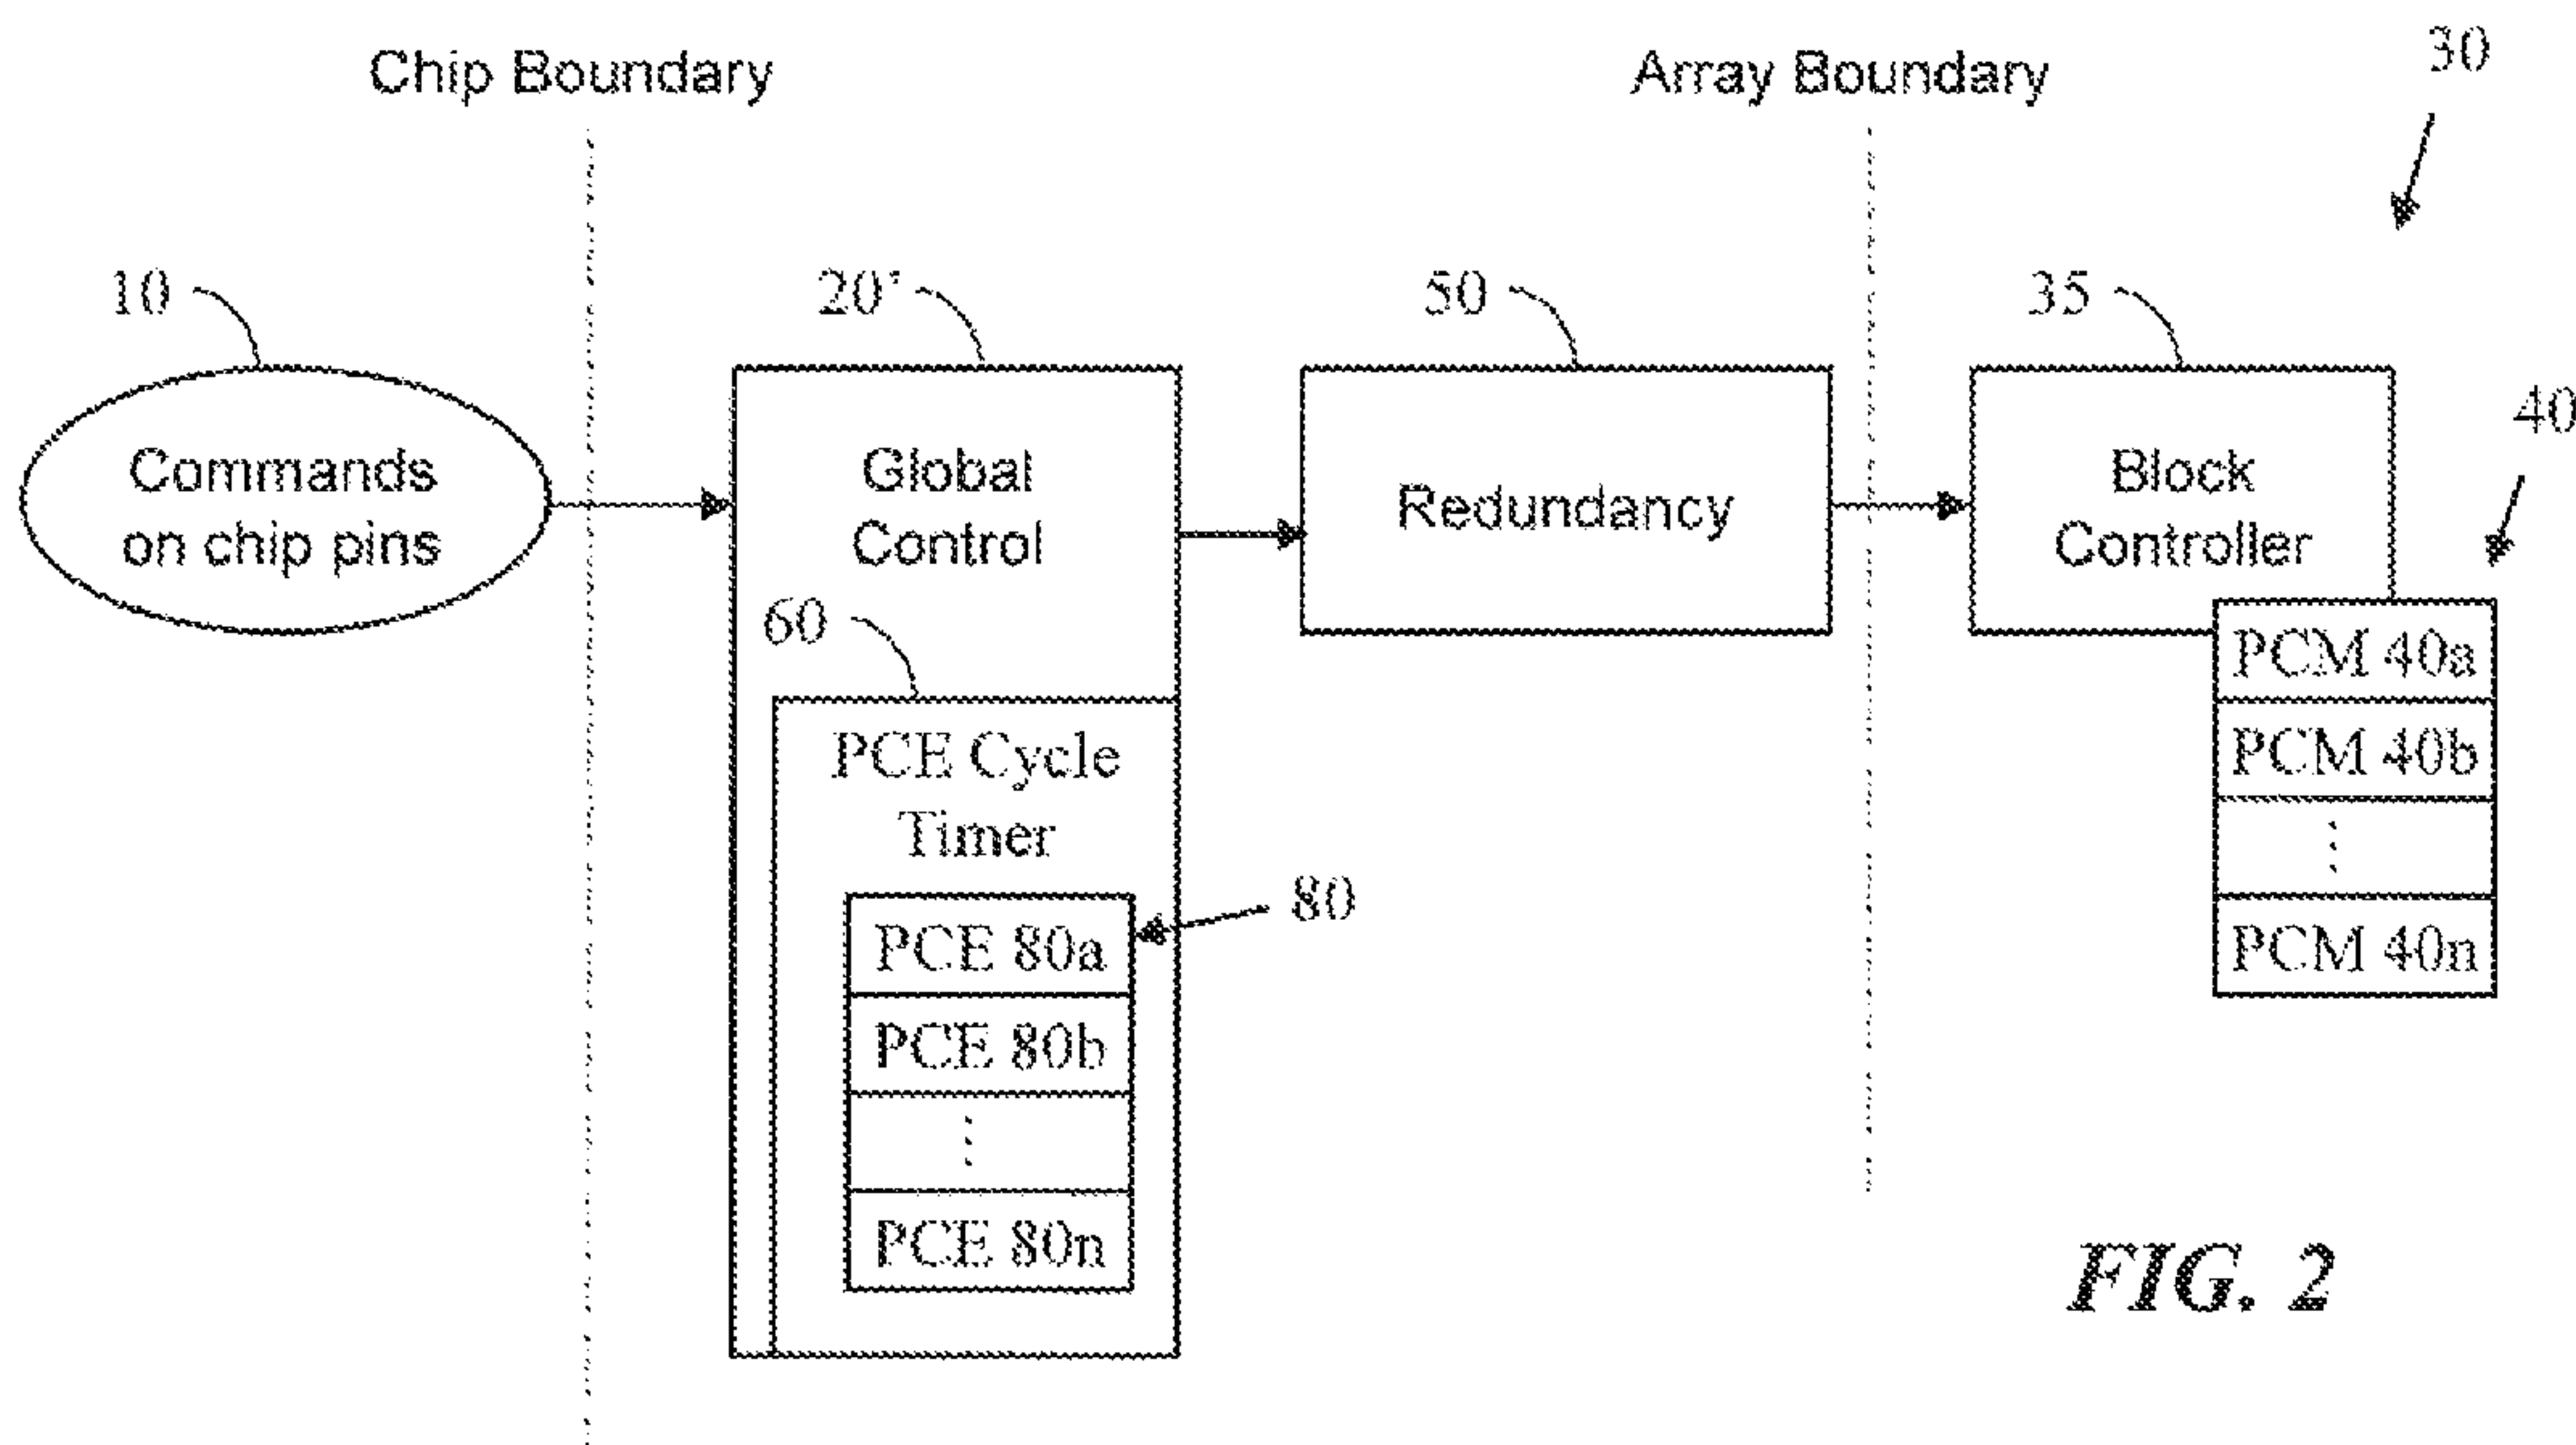 Chip Boundary
Array Boundary
30
10
20'
50
35
40
Commands
on chip pins
Global
Control
Redundancy
Block
Controller
60
PCE Cycle
Timer
80
PCE 80a
PCE 80b
PCE 80n
PCM 40a
PCM 40b
PCM 40n
FIG. 2